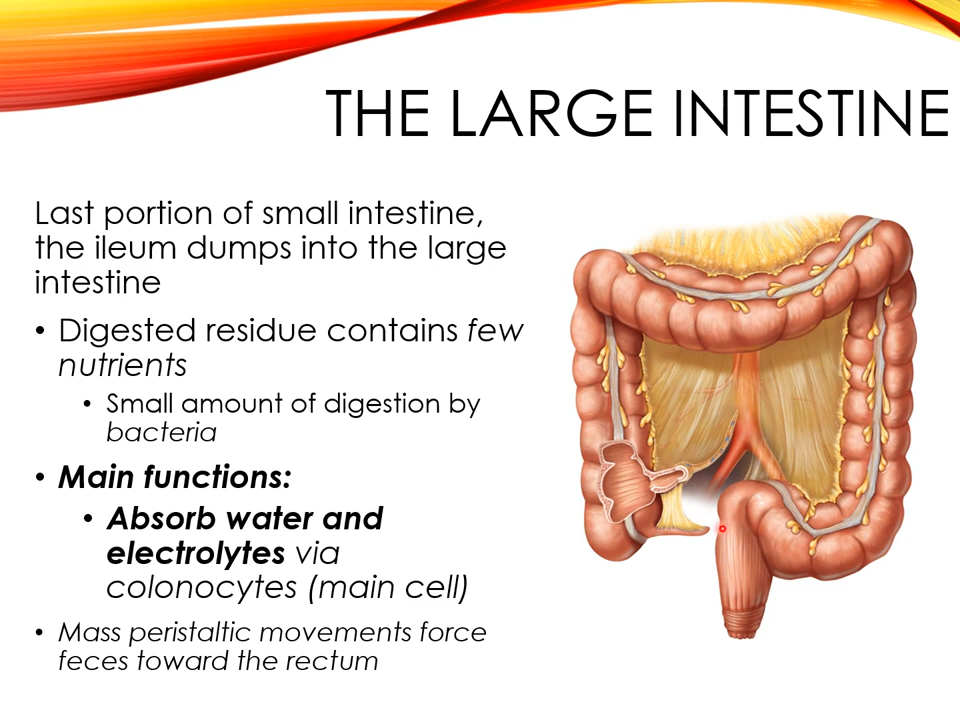 THE LARGE INTESTINE
Last portion of small intestine,
the ileum dumps into the large
intestine
• Digested residue contains few
nutrients
• Small amount of digestion by
bacteria
• Main functions:
• Absorb water and
electrolytes via
colonocytes (main cell)
• Mass peristaltic movements force
feces toward the rectum